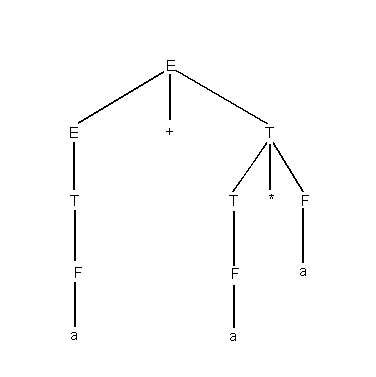 E
E + T
T T * F
F F a
a a